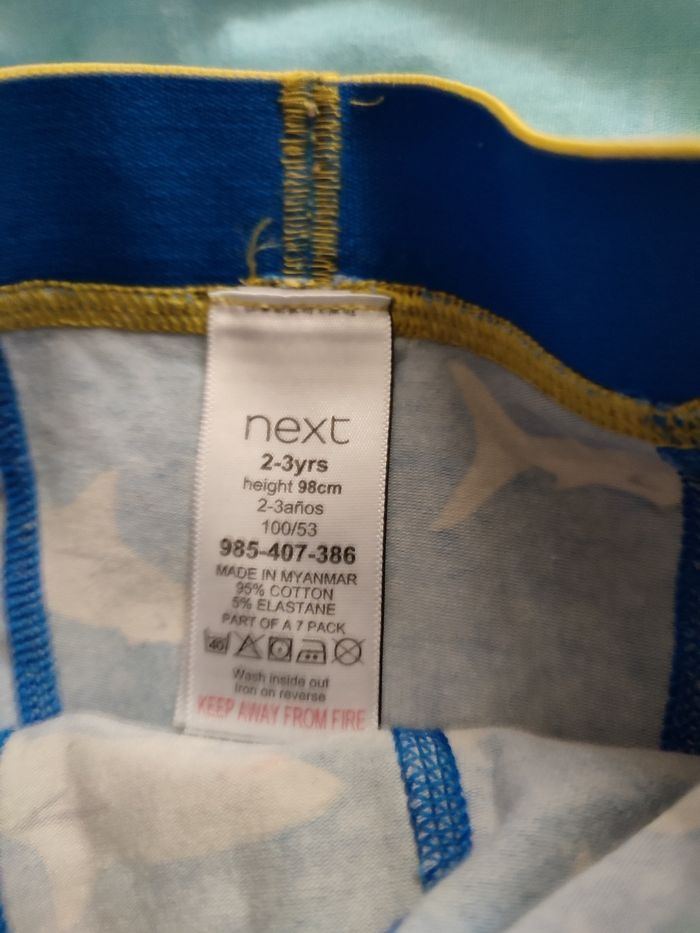 next
2-3yrs
height 98cm
2-3años
100/53
985-407-386
MADE IN MYANMAR
95% COTTON
5% ELASTANE
PART OF A 7 PACK
40
Wash inside out
Iron on reverse
KEEP AWAY FROM FIRE